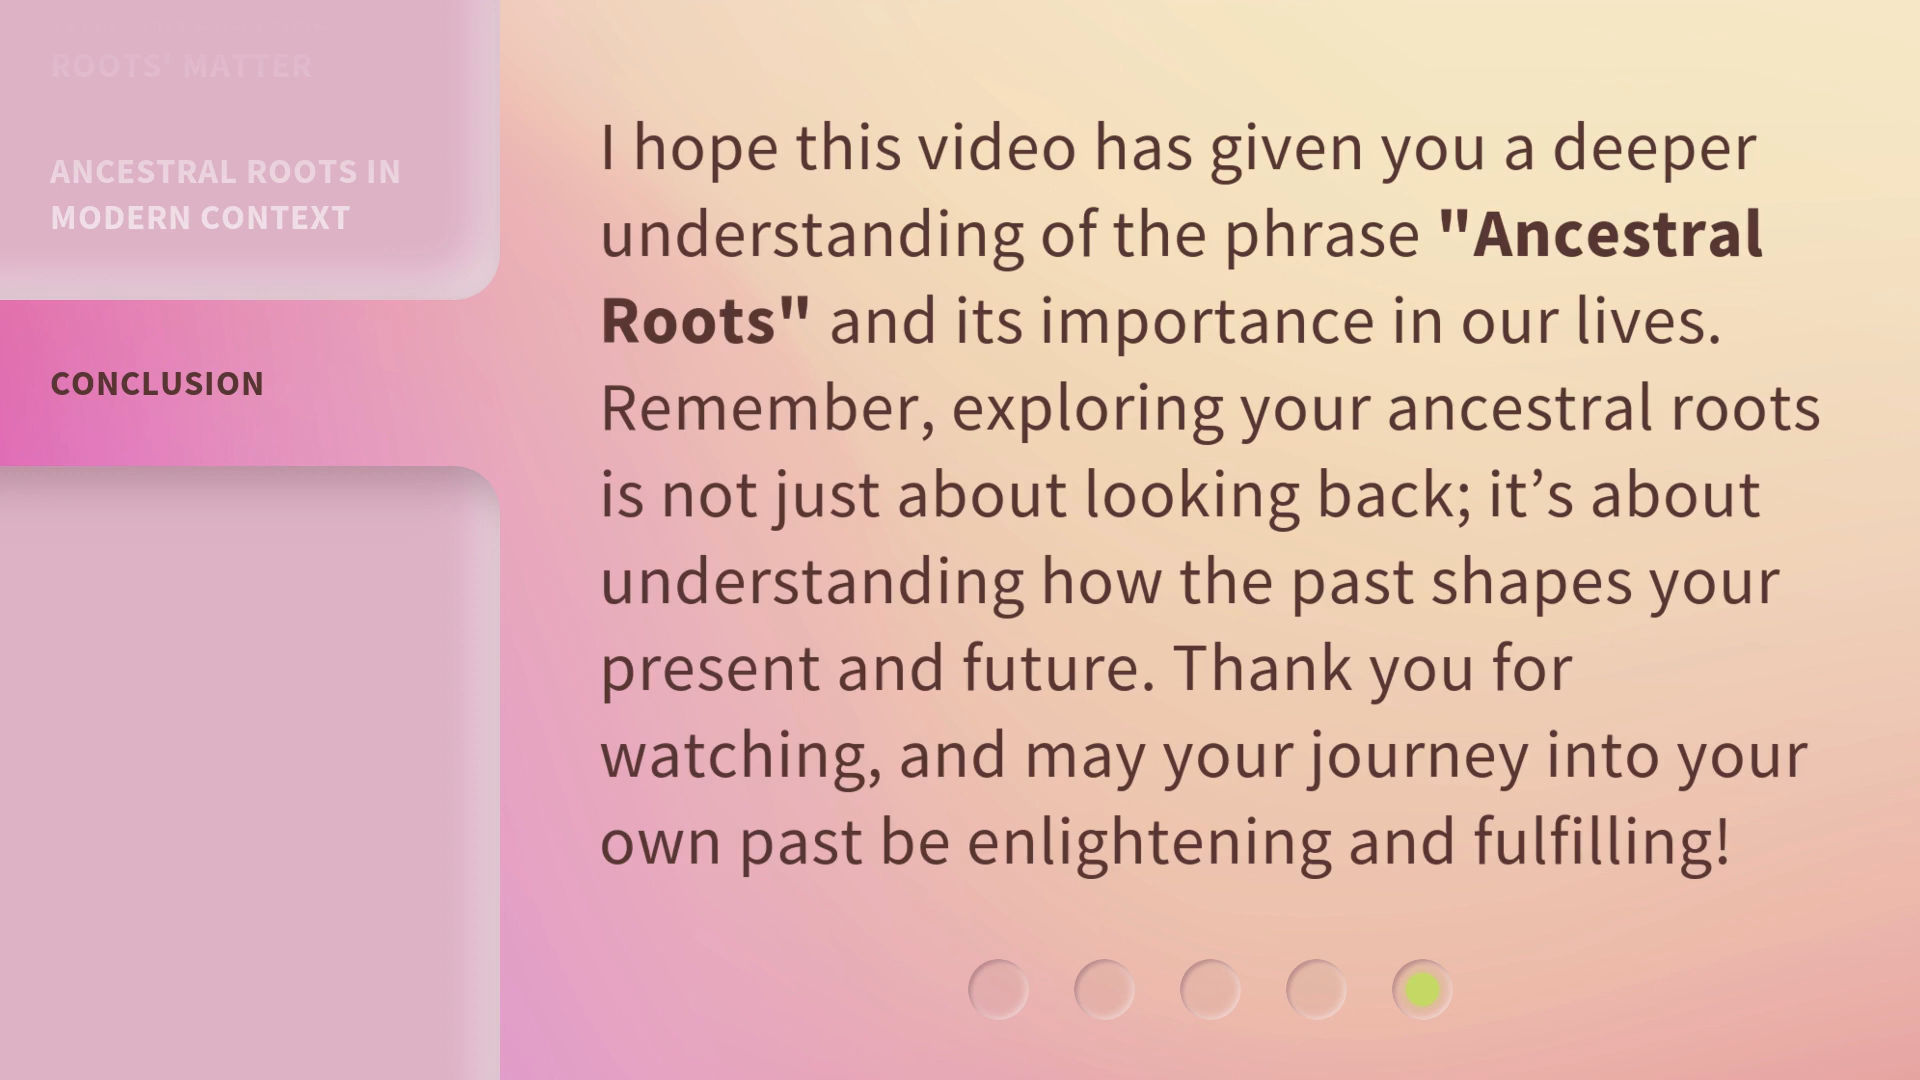 ROOTS' MATTER
ANCESTRAL ROOTS IN
MODERN CONTEXT
CONCLUSION
I hope this video has given you a deeper
understanding of the phrase "Ancestral
Roots" and its importance in our lives.
Remember, exploring your ancestral roots
is not just about looking back; it’s about
understanding how the past shapes your
present and future. Thank you for
watching, and may your journey into your
own past be enlightening and fulfilling!